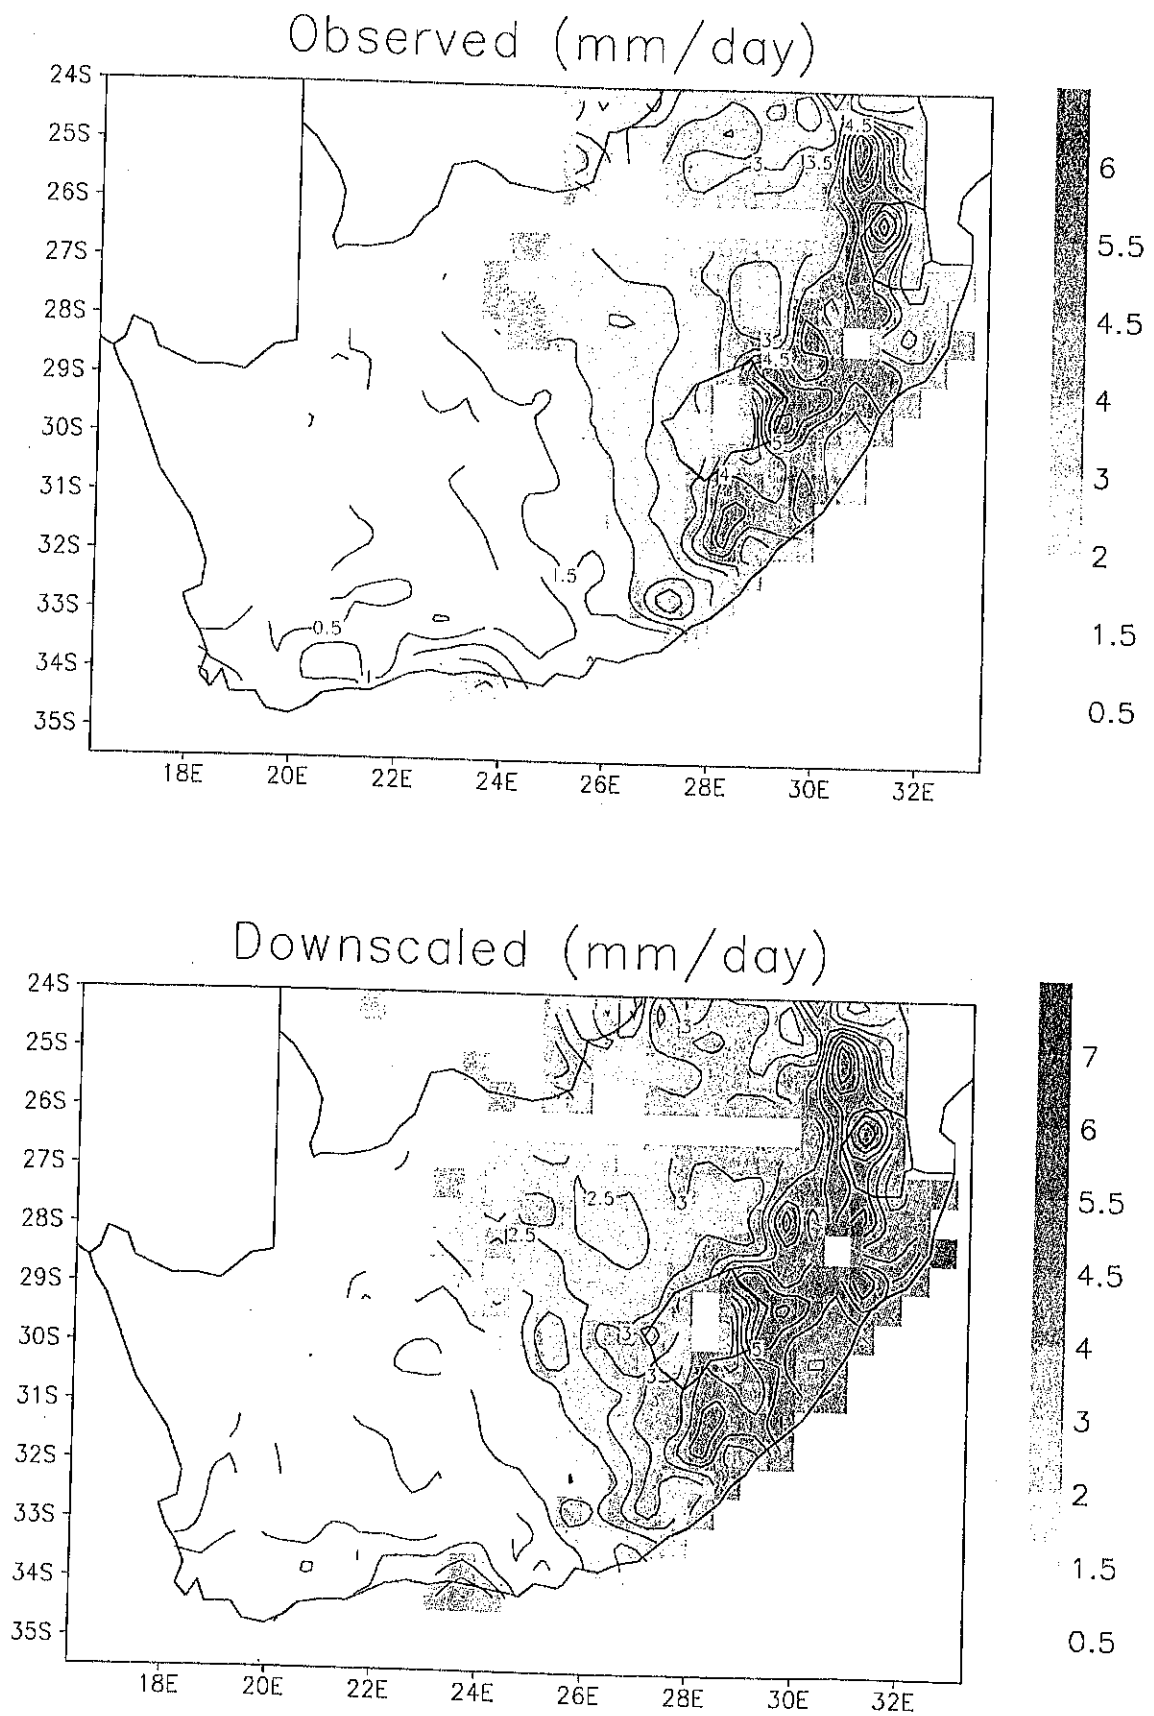 Observed (mm/day)
24S
25S
26S
27S
28S
29S
30S
31S
32S
33S
34S
35S
18E
20E
22E
24E
26E
28E
30E
32E
4.5
3
3.5
3
4.5
5
4
1.5
0.5
1
6
5.5
4.5
4
3
2
1.5
0.5
Downscaled (mm/day)
24S
25S
26S
27S
28S
29S
30S
31S
32S
33S
34S
35S
18E
20E
22E
24E
26E
28E
30E
32E
3
2.5
3
2.5
3
5
3
7
6
5.5
4.5
4
3
2
1.5
0.5